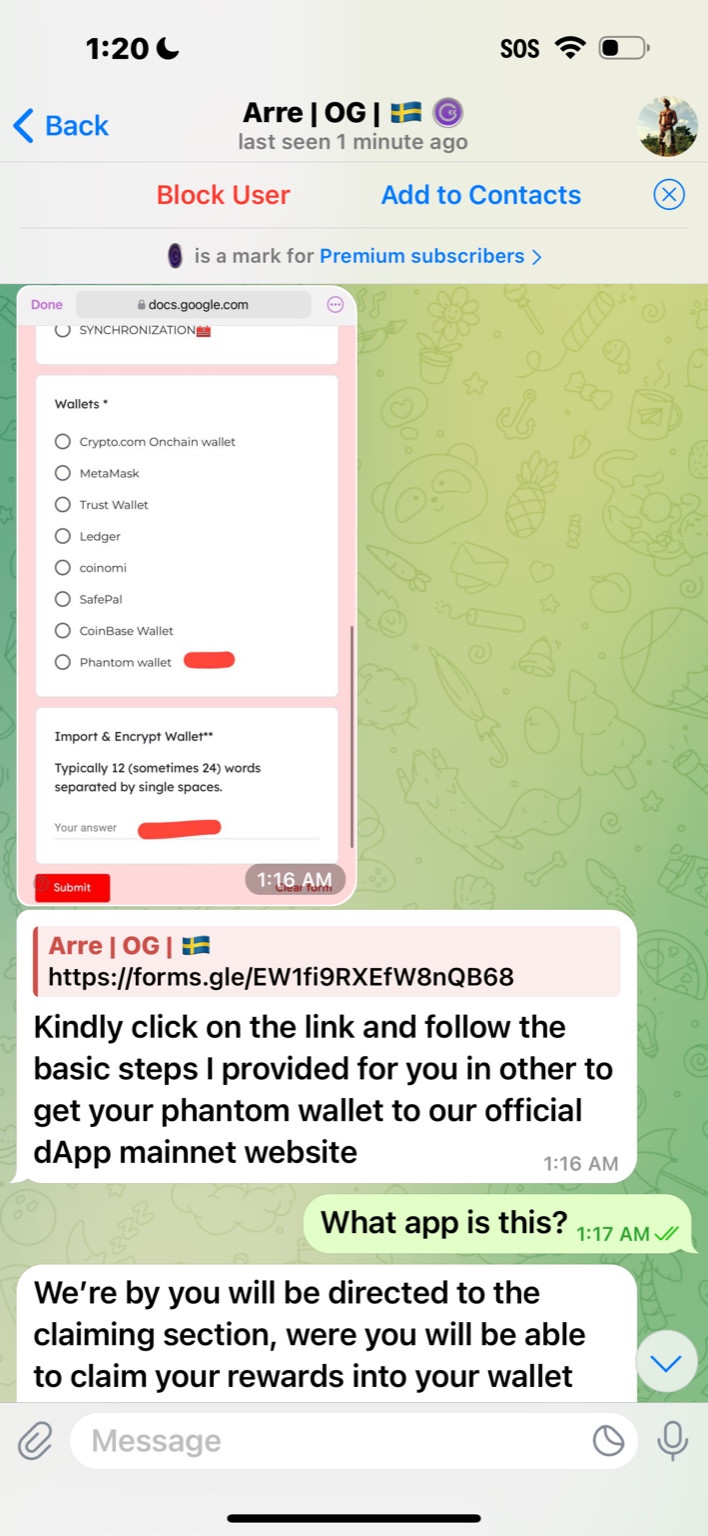 1:20
SOS
Back
Arre | OG | 🇸🇪
last seen 1 minute ago
Block User
Add to Contacts
is a mark for Premium subscribers >
Done
docs.google.com
SYNCHRONIZATION
Wallets *
Crypto.com Onchain wallet
MetaMask
Trust Wallet
Ledger
coinomi
SafePal
CoinBase Wallet
Phantom wallet
Import & Encrypt Wallet**
Typically 12 (sometimes 24) words
separated by single spaces.
Your answer
Submit
Clear form
1:16 AM
Arre | OG | 🇸🇪
https://forms.gle/EW1fi9RXEfW8nQB68
Kindly click on the link and follow the
basic steps I provided for you in other to
get your phantom wallet to our official
dApp mainnet website
1:16 AM
What app is this?
1:17 AM
We’re by you will be directed to the
claiming section, were you will be able
to claim your rewards into your wallet
Message